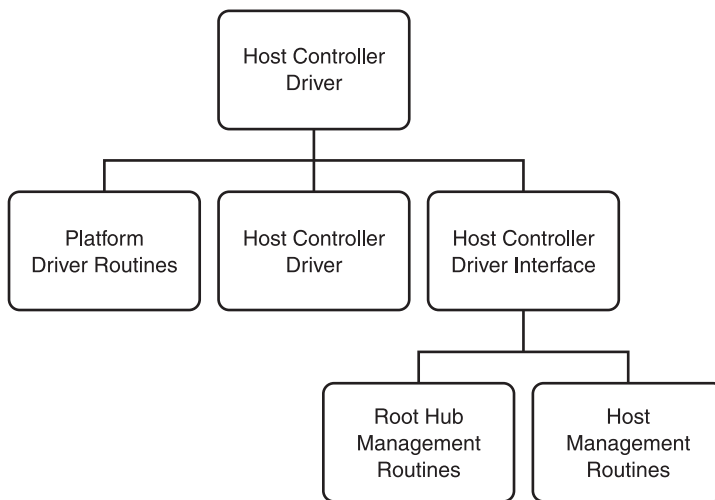 Host Controller
Driver
Platform
Driver Routines
Host Controller
Driver
Host Controller
Driver Interface
Root Hub
Management
Routines
Host
Management
Routines